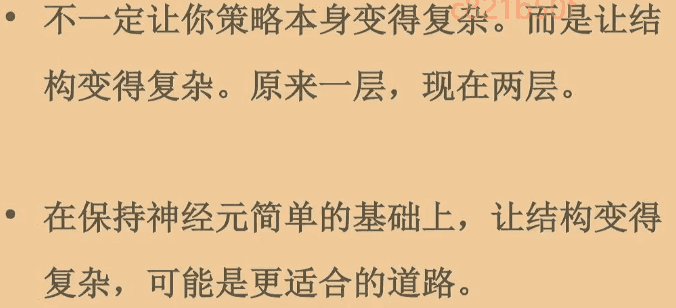 • 不一定让你策略本身变得复杂。而是让结
构变得复杂。原来一层，现在两层。
• 在保持神经元简单的基础上，让结构变得
复杂，可能是更适合的道路。